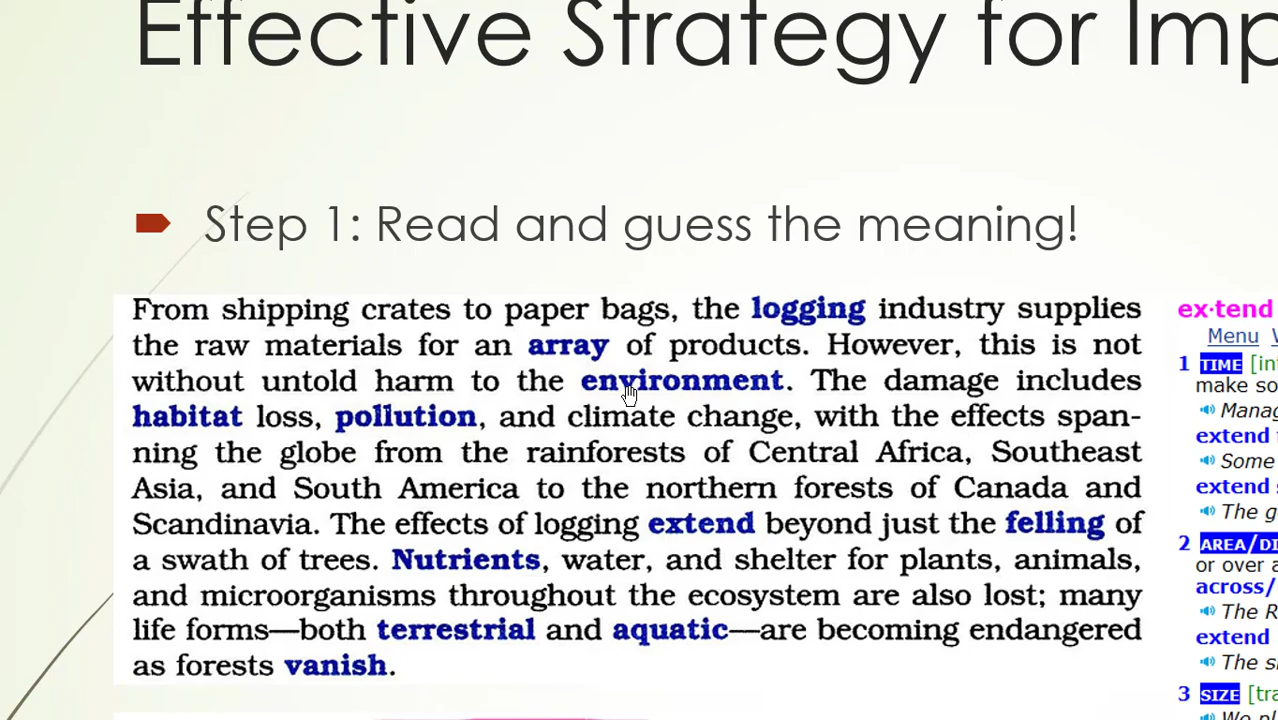 Effective Strategy for Imp
Step 1: Read and guess the meaning!
From shipping crates to paper bags, the logging industry supplies
the raw materials for an array of products. However, this is not
without untold harm to the environment. The damage includes
habitat loss, pollution, and climate change, with the effects span-
ning the globe from the rainforests of Central Africa, Southeast
Asia, and South America to the northern forests of Canada and
Scandinavia. The effects of logging extend beyond just the felling of
a swath of trees. Nutrients, water, and shelter for plants, animals,
and microorganisms throughout the ecosystem are also lost; many
life forms—both terrestrial and aquatic—are becoming endangered
as forests vanish.
ex·tend
Menu
1 TIME [int
make so
Manag
extend
Some
extend s
The g
2 AREA/DI
or over a
across/
The R
extend
The s
3 SIZE [tra